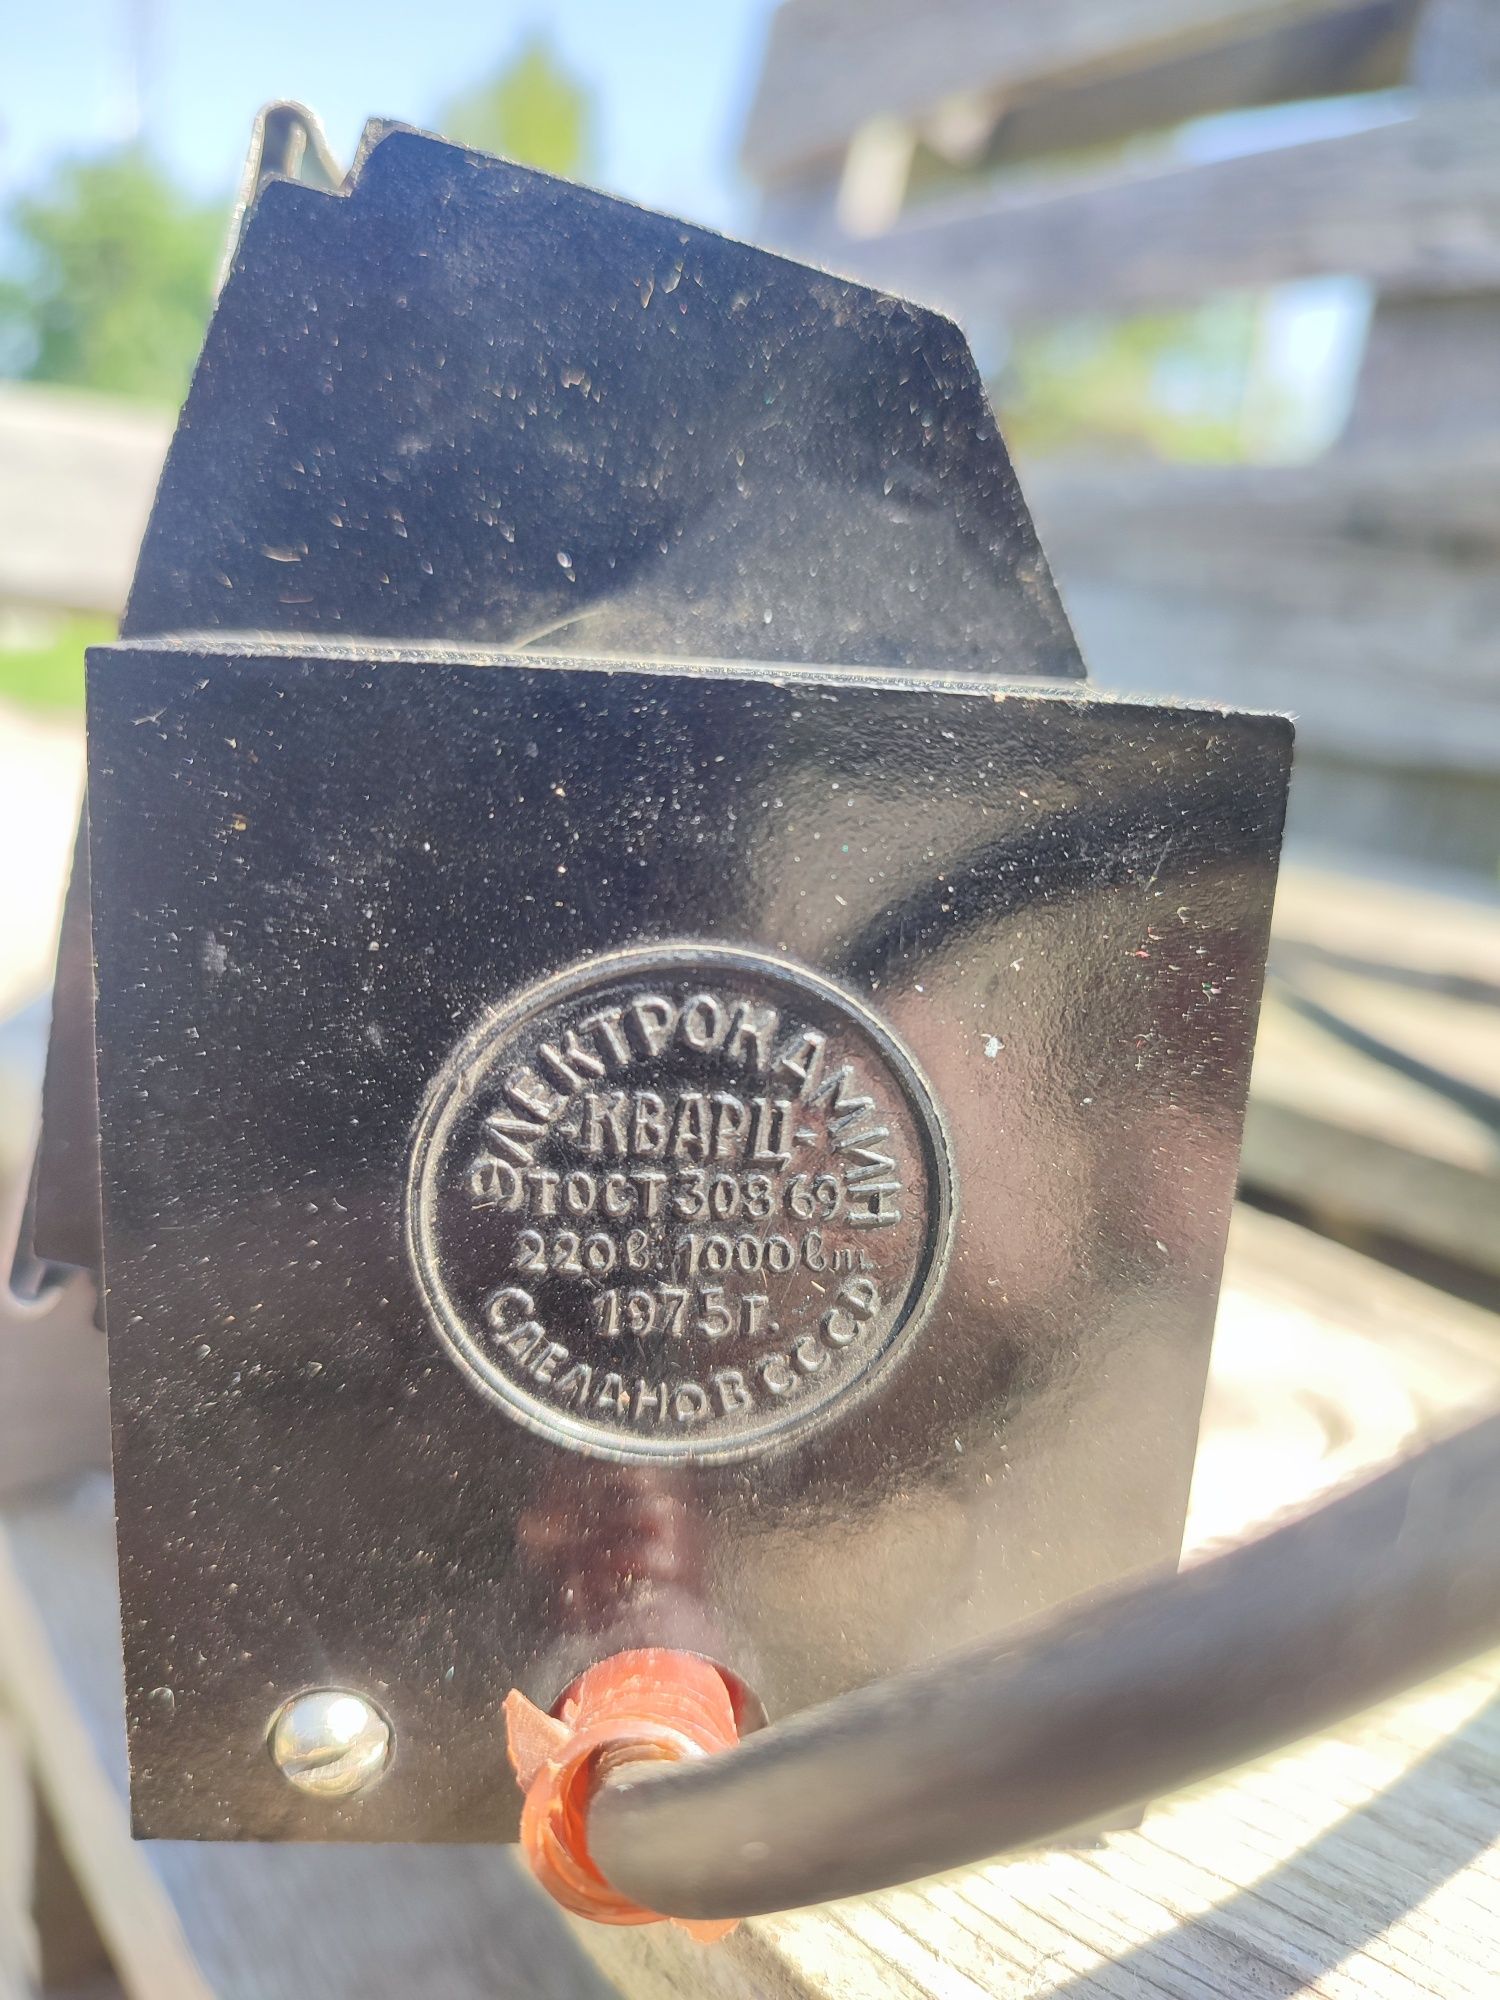 ЭЛЕКТРОКАМИН
-КВАРЦ-
ГОСТ 308 69
220в. 1000вт
1975г.
СДЕЛАНО В СССР